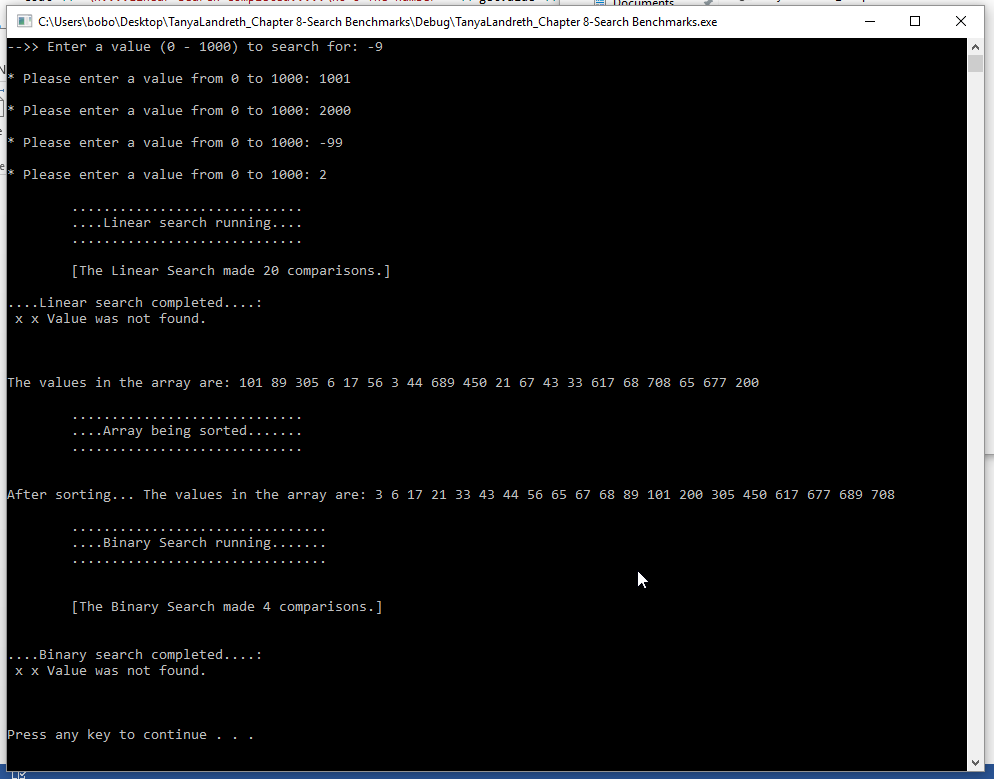 Documents
C:\Users\bobo\Desktop\TanyaLandreth_Chapter 8-Search Benchmarks\Debug\TanyaLandreth_Chapter 8-Search Benchmarks.exe
-->> Enter a value (0 - 1000) to search for: -9
* Please enter a value from 0 to 1000: 1001
* Please enter a value from 0 to 1000: 2000
* Please enter a value from 0 to 1000: -99
* Please enter a value from 0 to 1000: 2
.............................
....Linear search running....
.............................
[The Linear Search made 20 comparisons.]
....Linear search completed....:
x x Value was not found.
The values in the array are: 101 89 305 6 17 56 3 44 689 450 21 67 43 33 617 68 708 65 677 200
.............................
....Array being sorted.......
.............................
After sorting... The values in the array are: 3 6 17 21 33 43 44 56 65 67 68 89 101 200 305 450 617 677 689 708
................................
....Binary Search running.......
................................
[The Binary Search made 4 comparisons.]
....Binary search completed....:
x x Value was not found.
Press any key to continue . . .